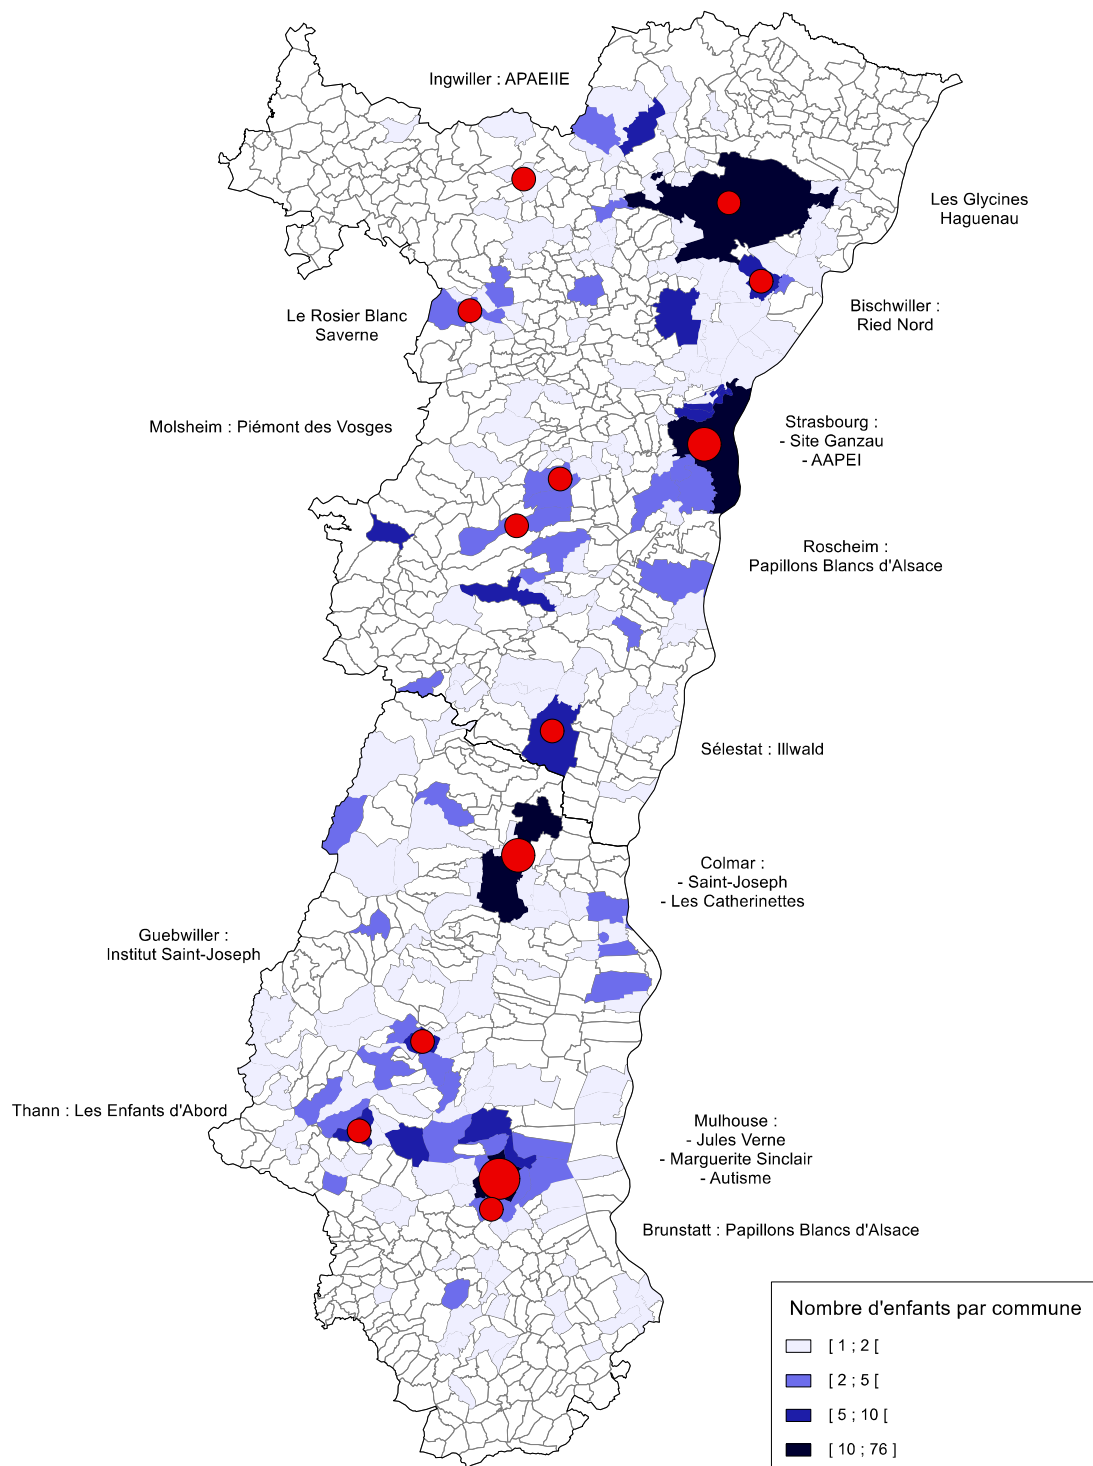 Ingwiller : APAEIIE
Les Glycines
Haguenau
Le Rosier Blanc
Saverne
Bischwiller :
Ried Nord
Molsheim : Piémont des Vosges
Strasbourg :
- Site Ganzau
- AAPEI
Roscheim :
Papillons Blancs d'Alsace
Sélestat : Illwald
Colmar :
- Saint-Joseph
- Les Catherinettes
Guebwiller :
Institut Saint-Joseph
Thann : Les Enfants d'Abord
Mulhouse :
- Jules Verne
- Marguerite Sinclair
- Autisme
Brunstatt : Papillons Blancs d'Alsace
Nombre d'enfants par commune
[ 1 ; 2 [
[ 2 ; 5 [
[ 5 ; 10 [
[ 10 ; 76 ]